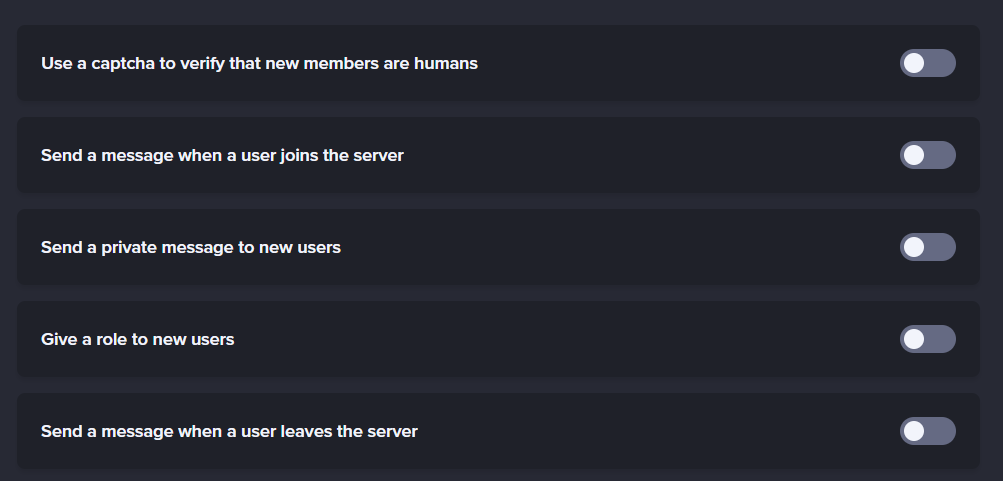 Use a captcha to verify that new members are humans
Send a message when a user joins the server
Send a private message to new users
Give a role to new users
Send a message when a user leaves the server